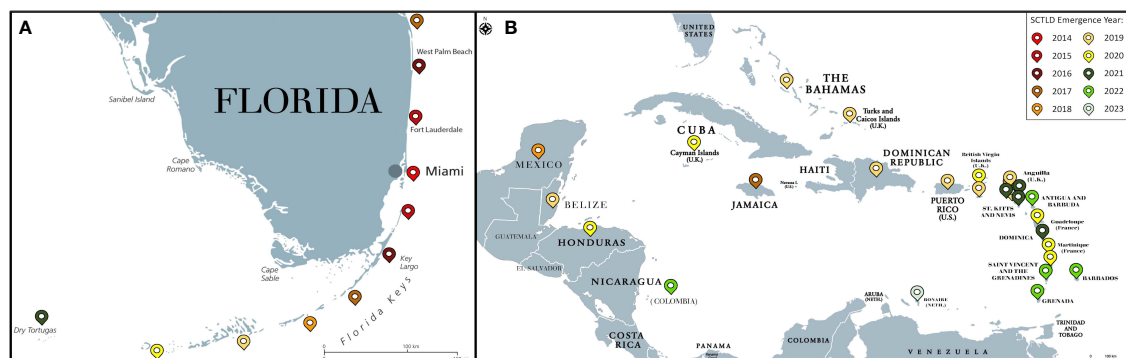 A
West Palm Beach
Sanibel Island
FLORIDA
Fort Lauderdale
Cape
Romano
Miami
Cape
Sable
Key
Largo
Florida Keys
Dry Tortugas
0
100 km
N
B
SCTLD Emergence Year:
2014
2019
2015
2020
2016
2021
2017
2022
2018
2023
UNITED
STATES
THE
BAHAMAS
Turks and
Caicos Islands
(U.K.)
CUBA
Cayman Islands
(U.K.)
MEXICO
HAITI
DOMINICAN
REPUBLIC
British Virgin
Islands
(U.K.)
Anguilla
(U.K.)
JAMAICA
PUERTO
RICO
(U.S.)
ST. KITTS
AND NEVIS
ANTIGUA AND
BARBUDA
BELIZE
Guadeloupe
(France)
GUATEMALA
HONDURAS
DOMINICA
Martinique
(France)
EL SALVADOR
SAINT VINCENT
AND THE
GRENADINES
BARBADOS
NICARAGUA
(COLOMBIA)
ARUBA
(NETH.)
BONAIRE
(NETH.)
GRENADA
COSTA
RICA
PANAMA
COLOMBIA
VENEZUELA
TRINIDAD
AND
TOBAGO
0
100 km